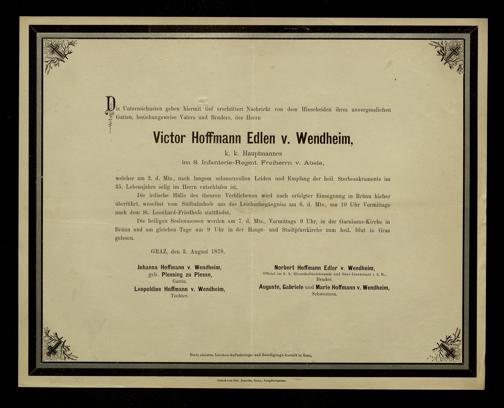 Die Unterzeichneten geben hiermit tief erschüttert Nachricht von dem Hinscheiden ihres unvergesslichen
Gatten, beziehungsweise Vaters und Bruders, des Herrn
Victor Hoffmann Edlen v. Wendheim,
k. k. Hauptmannes
im 8. Infanterie-Regmt. Freiherrn v. Abele,
welcher am 2. d. Mts., nach langem schmerzvollen Leiden und Empfang der heil. Sterbesakramente im
35. Lebensjahre selig im Herrn entschlafen ist.
Die irdische Hülle des theuren Verblichenen wird nach erfolgter Einsegnung in Brünn hieher
überführt, woselbst vom Südbahnhofe aus das Leichenbegängniss am 6. d. Mts., um 10 Uhr Vormittags
nach dem St. Leonhard-Friedhofe stattfindet.
Die heiligen Seelenmessen werden am 7. d. Mts., Vormittags 9 Uhr, in der Garnisons-Kirche in
Brünn und am gleichen Tage um 9 Uhr in der Haupt- und Stadtpfarrkirche zum heil. Blut in Graz
gelesen.
GRAZ, den 3. August 1878.
Johanna Hoffmann v. Wendheim,
geb. Plessing zu Plesse,
Gattin.
Leopoldine Hoffmann v. Wendheim,
Tochter.
Norbert Hoffmann Edler v. Wendheim,
Bruder.
Auguste, Gabriele und Marie Hoffmann v. Wendheim,
Schwestern.